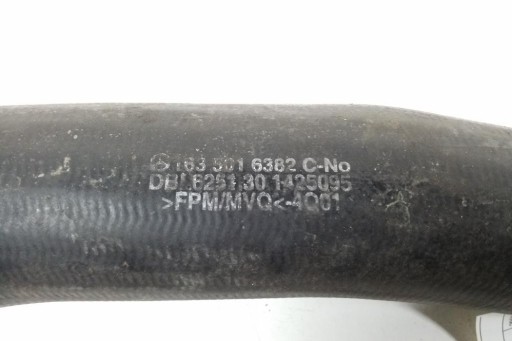 163 501 6382 C-No
DBL6251.30 1425095
>FPM/MVQ<-4Q01